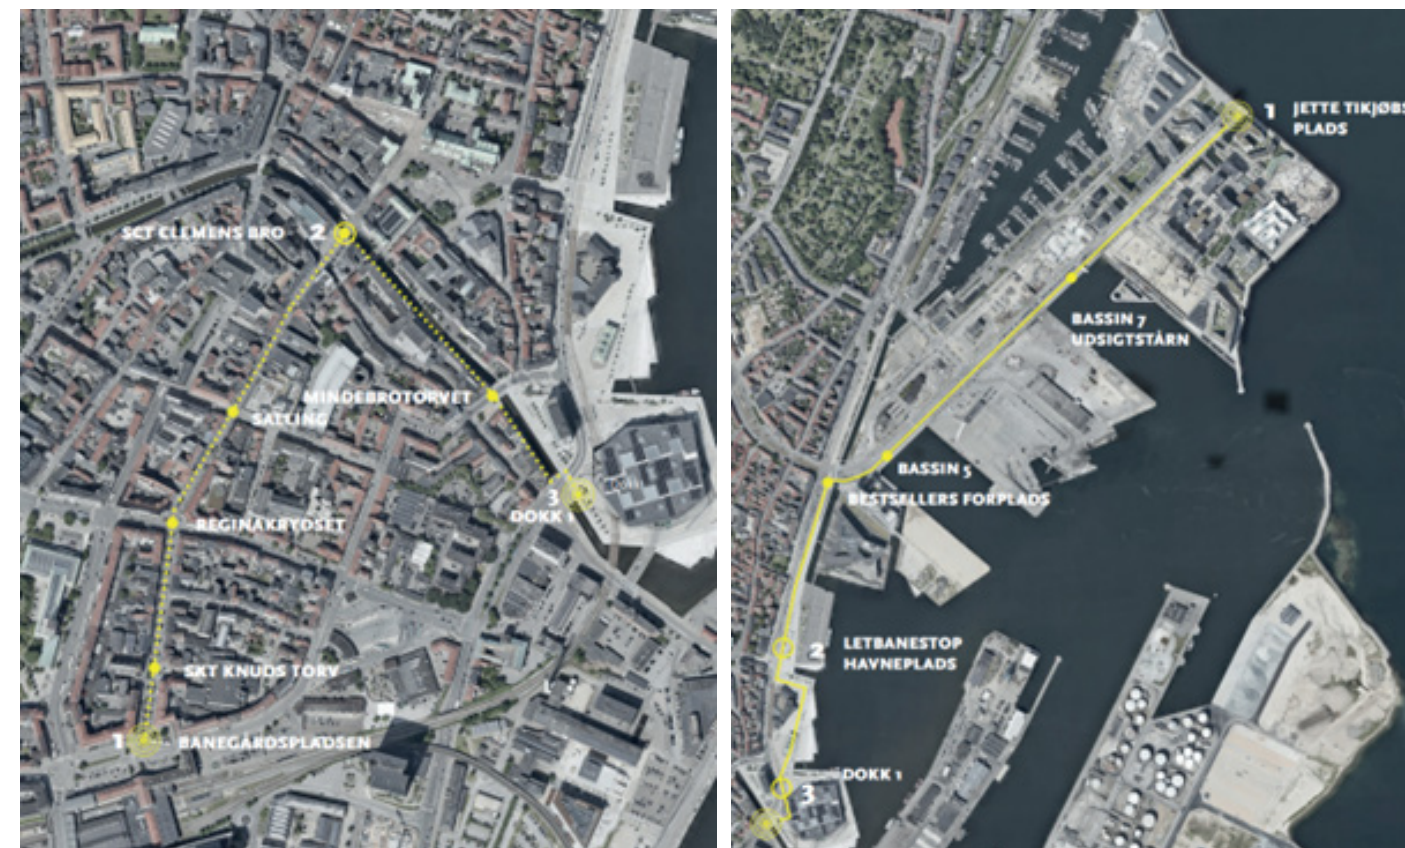 SCT CLEMENS BRO 2
MINDEBROTORVET
SALLING
3
DOKK 1
REGINAKRYDSET
SKT KNUDS TORV
1 BANEGÅRDSPLADSEN
1 JETTE TIKJØBS
PLADS
BASSIN 7
UDSIGTSTÅRN
BASSIN 5
BESTSELLERS FORPLADS
2 LETBANESTOP
HAVNEPLADS
DOKK 1
3